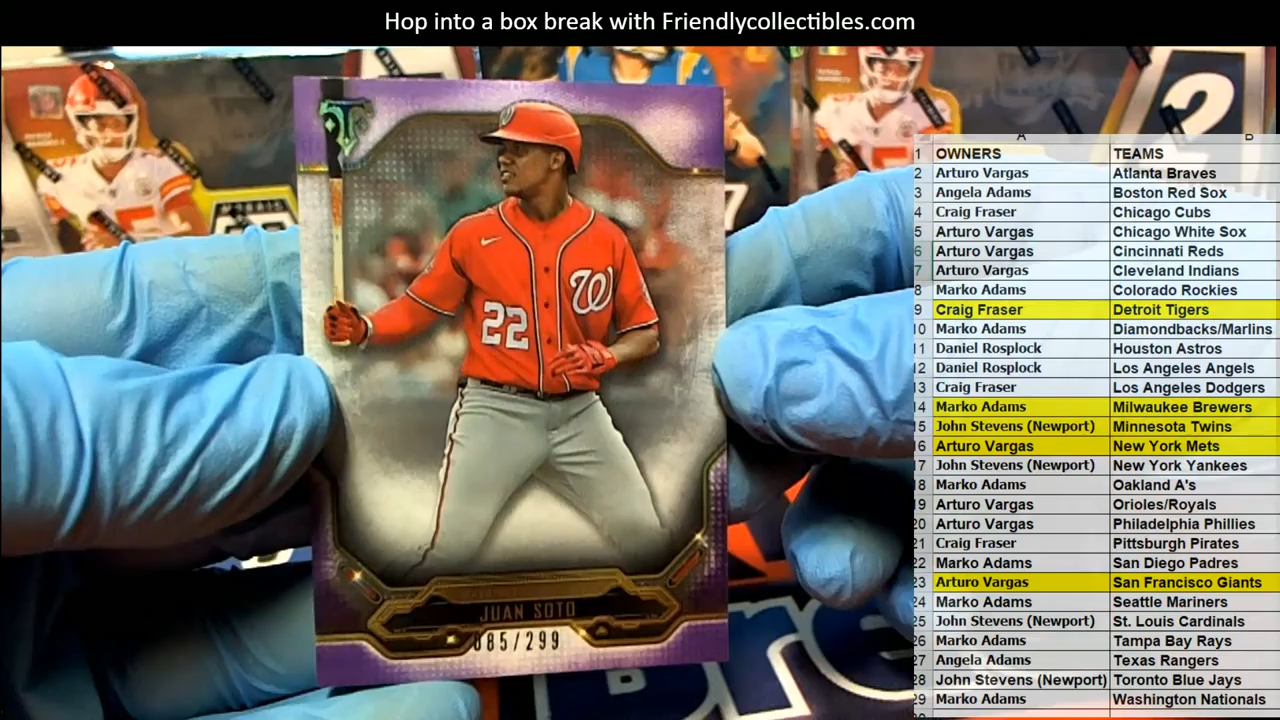 Hop into a box break with Friendlycollectibles.com
2
T
W
22
JUAN SOTO
085/299
A B
1 OWNERS TEAMS
2 Arturo Vargas Atlanta Braves
3 Angela Adams Boston Red Sox
4 Craig Fraser Chicago Cubs
5 Arturo Vargas Chicago White Sox
6 Arturo Vargas Cincinnati Reds
7 Arturo Vargas Cleveland Indians
8 Marko Adams Colorado Rockies
9 Craig Fraser Detroit Tigers
10 Marko Adams Diamondbacks/Marlins
11 Daniel Rosplock Houston Astros
12 Daniel Rosplock Los Angeles Angels
13 Craig Fraser Los Angeles Dodgers
14 Marko Adams Milwaukee Brewers
15 John Stevens (Newport) Minnesota Twins
16 Arturo Vargas New York Mets
17 John Stevens (Newport) New York Yankees
18 Marko Adams Oakland A's
19 Arturo Vargas Orioles/Royals
20 Arturo Vargas Philadelphia Phillies
21 Craig Fraser Pittsburgh Pirates
22 Marko Adams San Diego Padres
23 Arturo Vargas San Francisco Giants
24 Marko Adams Seattle Mariners
25 John Stevens (Newport) St. Louis Cardinals
26 Marko Adams Tampa Bay Rays
27 Angela Adams Texas Rangers
28 John Stevens (Newport) Toronto Blue Jays
29 Marko Adams Washington Nationals